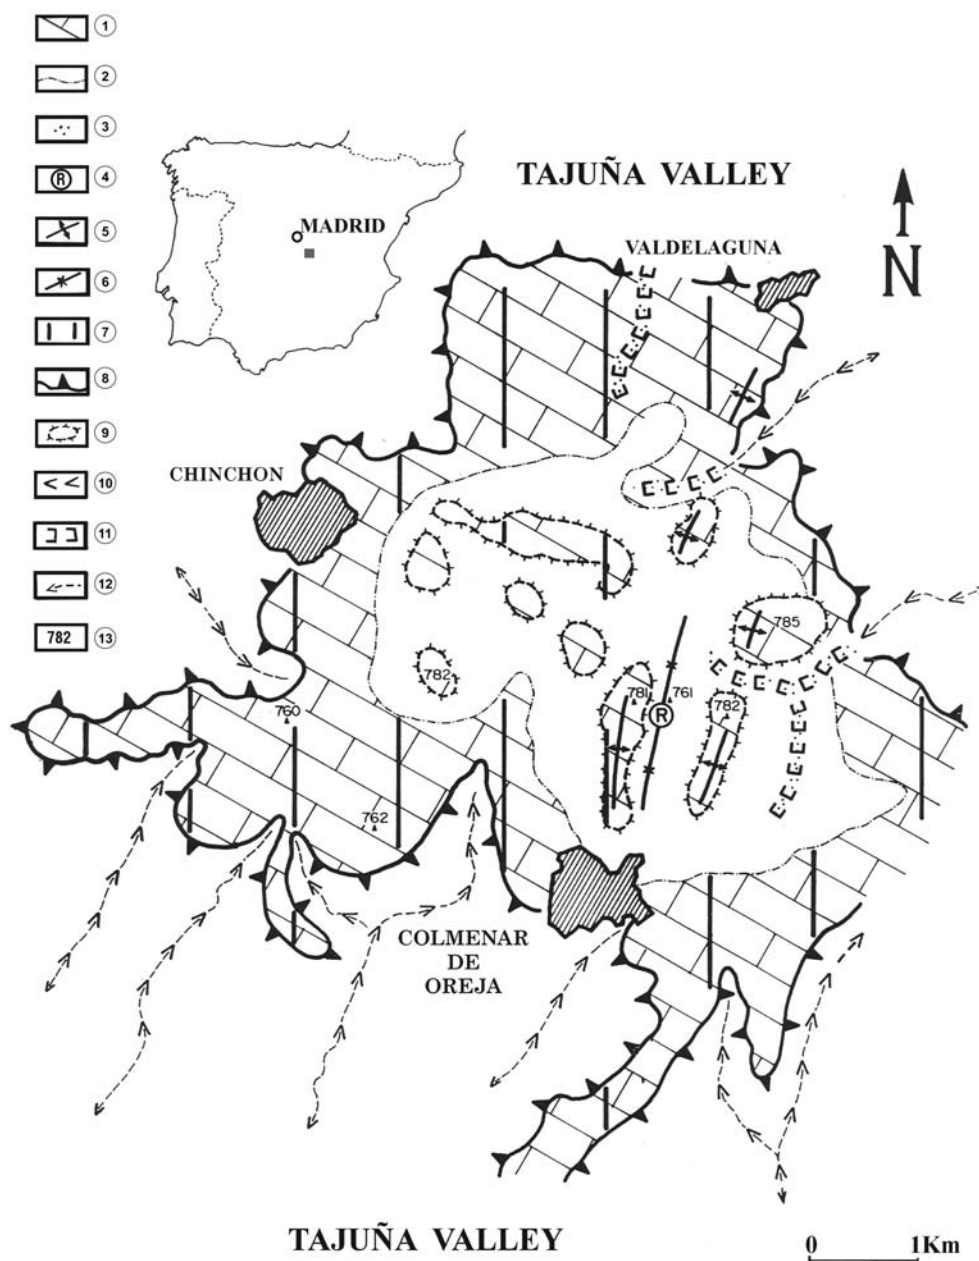 1
2
3
R 4
5
6
7
8
9
10
11
12
782 13
MADRID
TAJUÑA VALLEY
N
VALDELAGUNA
CHINCHON
785
782
781
761
782
R
760
762
COLMENAR
DE
OREJA
TAJUÑA VALLEY
0 1Km